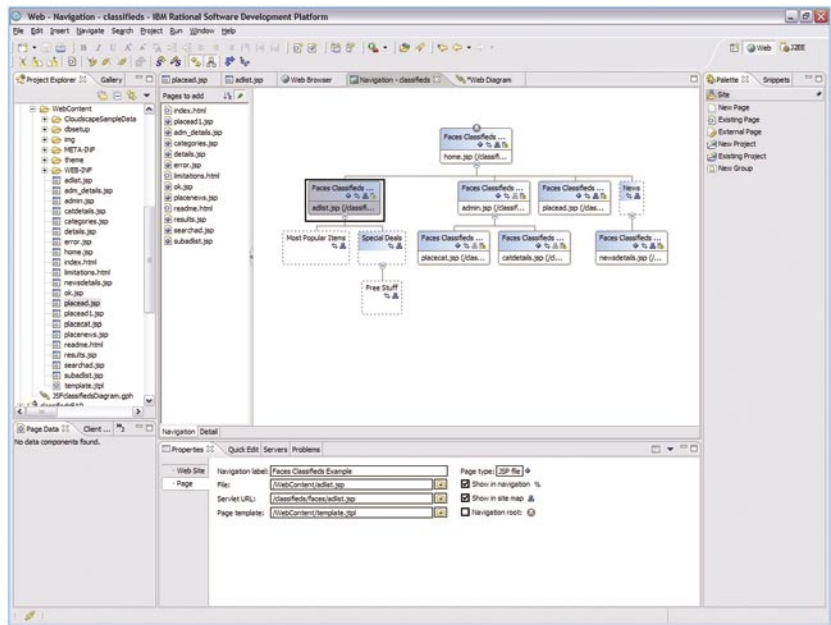 Web - Navigation - classifieds - IBM Rational Software Development Platform
File Edit Insert Navigate Search Project Run Window Help
Web
J2EE
Project Explorer
Gallery
placead.jsp
adlist.jsp
Web Browser
Navigation - classifieds
*Web Diagram
Palette
Snippets
WebContent
CloudscapeSampleData
dbsetup
img
META-INF
theme
WEB-INF
adlist.jsp
adm_details.jsp
admin.jsp
catdetails.jsp
categories.jsp
details.jsp
error.jsp
home.jsp
index.html
limitations.html
newsdetails.jsp
ok.jsp
placead.jsp
placead1.jsp
placecat.jsp
placenews.jsp
readme.html
results.jsp
searchad.jsp
subadlist.jsp
template.jtpl
JSFclassifiedsDiagram.gph
Pages to add
index.html
placead1.jsp
adm_details.jsp
categories.jsp
details.jsp
error.jsp
limitations.html
ok.jsp
placenews.jsp
readme.html
results.jsp
searchad.jsp
subadlist.jsp
Faces Classifieds ...
home.jsp (/classifi...
Faces Classifieds ...
adlist.jsp (/classifi...
Faces Classifieds ...
admin.jsp (/classif...
Faces Classifieds ...
placead.jsp (/clas...
News
Most Popular Items
Special Deals
Faces Classifieds ...
placecat.jsp (/clas...
Faces Classifieds ...
catdetails.jsp (/cl...
Faces Classifieds ...
newsdetails.jsp (/...
Free Stuff
Site
New Page
Existing Page
External Page
New Project
Existing Project
New Group
Navigation Detail
Page Data
Client ...
No data components found.
Properties
Quick Edit
Servers
Problems
Web Site
Page
Navigation label: Faces Classifieds Example
File: /WebContent/adlist.jsp
Servlet URL: /classifieds/faces/adlist.jsp
Page template: /WebContent/template.jtpl
Page type: JSP file
Show in navigation
Show in site map
Navigation root: